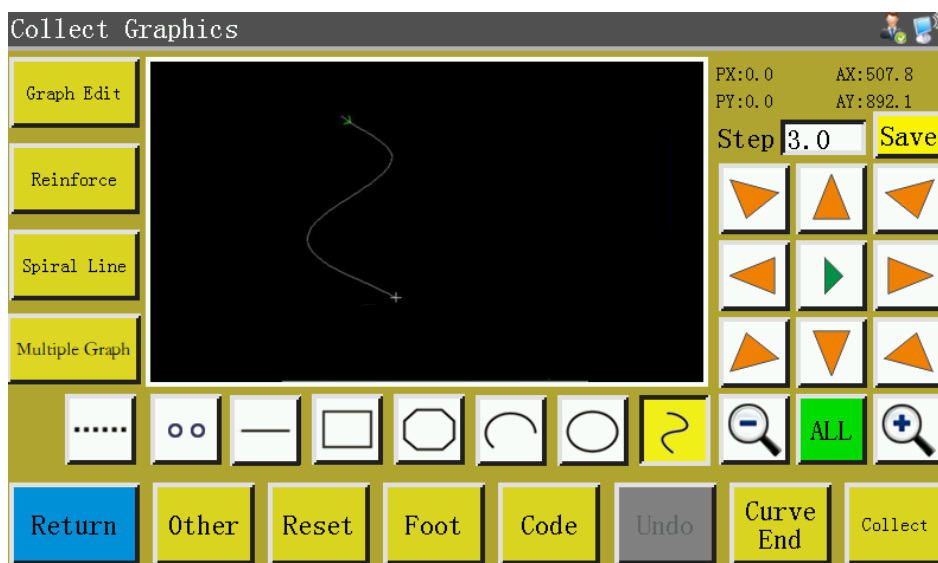 Collect Graphics
Graph Edit
PX:0.0 AX:507.8
PY:0.0 AY:892.1
Step 3.0 Save
Reinforce
Spiral Line
Multiple Graph
ALL
Return Other Reset Foot Code Undo Curve End Collect